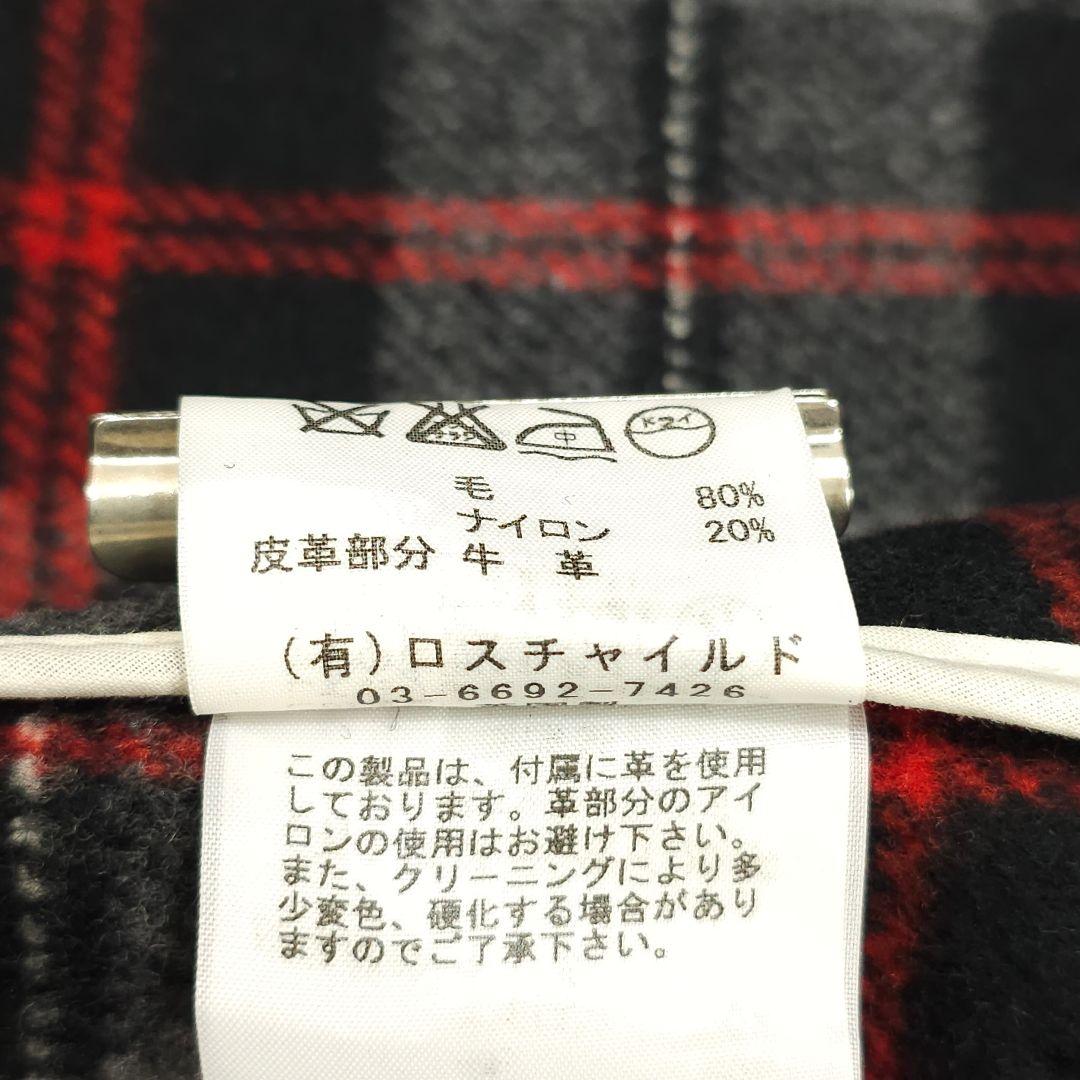 中 ドライ
毛 80%
ナイロン 20%
皮革部分 牛 革
(有)ロスチャイルド
03-6692-7426
この製品は、付属に革を使用
しております。革部分のアイ
ロンの使用はお避け下さい。
また、クリーニングにより多
少変色、硬化する場合があり
ますのでご了承下さい。